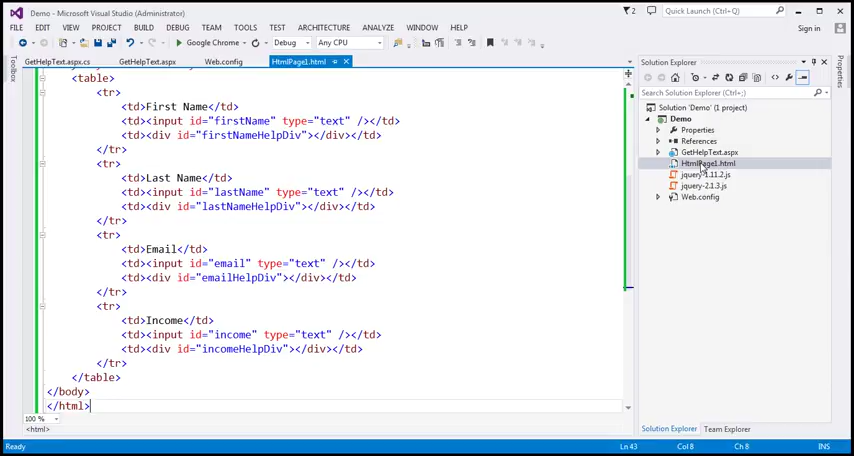 Demo - Microsoft Visual Studio (Administrator)
2
Quick Launch (Ctrl+Q)
FILE EDIT VIEW PROJECT BUILD DEBUG TEAM TOOLS TEST ARCHITECTURE ANALYZE WINDOW HELP
Sign in
Google Chrome Debug Any CPU
Toolbox
GetHelpText.aspx.cs GetHelpText.aspx Web.config HtmlPage1.html
<table>
<tr>
<td>First Name</td>
<td><input id="firstName" type="text" /></td>
<td><div id="firstNameHelpDiv"></div></td>
</tr>
<tr>
<td>Last Name</td>
<td><input id="lastName" type="text" /></td>
<td><div id="lastNameHelpDiv"></div></td>
</tr>
<tr>
<td>Email</td>
<td><input id="email" type="text" /></td>
<td><div id="emailHelpDiv"></div></td>
</tr>
<tr>
<td>Income</td>
<td><input id="income" type="text" /></td>
<td><div id="incomeHelpDiv"></div></td>
</tr>
</table>
</body>
</html>
100 %
<html>
Solution Explorer
Search Solution Explorer (Ctrl+;)
Solution 'Demo' (1 project)
Demo
Properties
References
GetHelpText.aspx
HtmlPage1.html
jquery-1.11.2.js
jquery-2.1.3.js
Web.config
Solution Explorer Team Explorer
Properties
Ready Ln 43 Col 8 Ch 8 INS